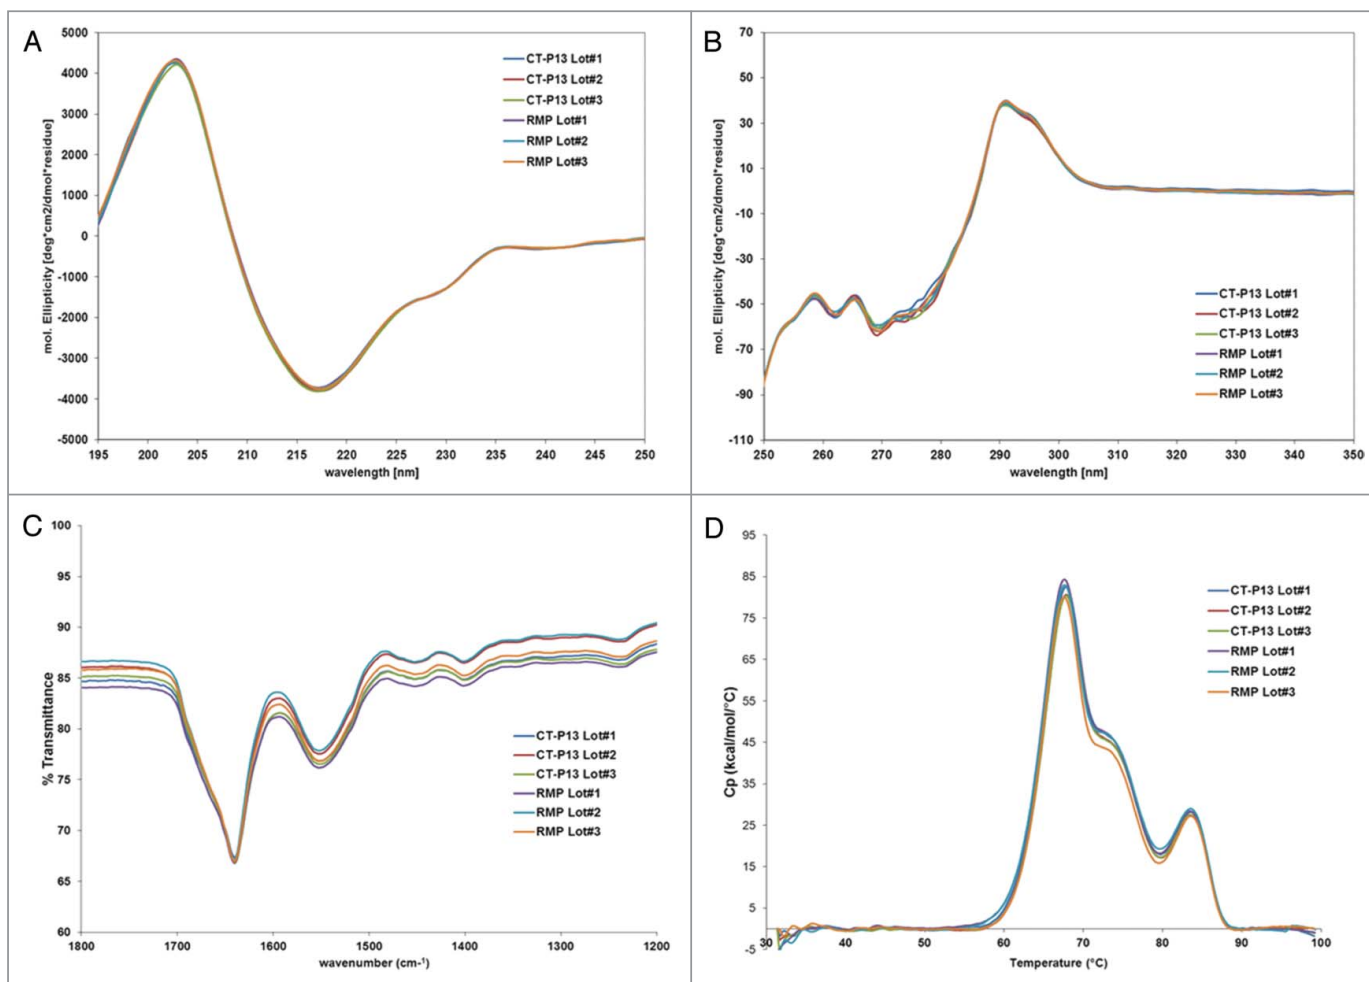 A
5000
4000
3000
2000
1000
0
-1000
-2000
-3000
-4000
-5000
mol. Ellipticity [deg*cm2/dmol*residue]
195 200 205 210 215 220 225 230 235 240 245 250
wavelength [nm]
CT-P13 Lot#1
CT-P13 Lot#2
CT-P13 Lot#3
RMP Lot#1
RMP Lot#2
RMP Lot#3
B
70
50
30
10
-10
-30
-50
-70
-90
-110
mol. Ellipticity [deg*cm2/dmol*residue]
250 260 270 280 290 300 310 320 330 340 350
wavelength [nm]
CT-P13 Lot#1
CT-P13 Lot#2
CT-P13 Lot#3
RMP Lot#1
RMP Lot#2
RMP Lot#3
C
100
95
90
85
80
75
70
65
60
% Transmittance
1800 1700 1600 1500 1400 1300 1200
wavenumber (cm-¹)
CT-P13 Lot#1
CT-P13 Lot#2
CT-P13 Lot#3
RMP Lot#1
RMP Lot#2
RMP Lot#3
D
95
85
75
65
55
45
35
25
15
5
-5
Cp (kcal/mol/°C)
30 40 50 60 70 80 90 100
Temperature (°C)
CT-P13 Lot#1
CT-P13 Lot#2
CT-P13 Lot#3
RMP Lot#1
RMP Lot#2
RMP Lot#3